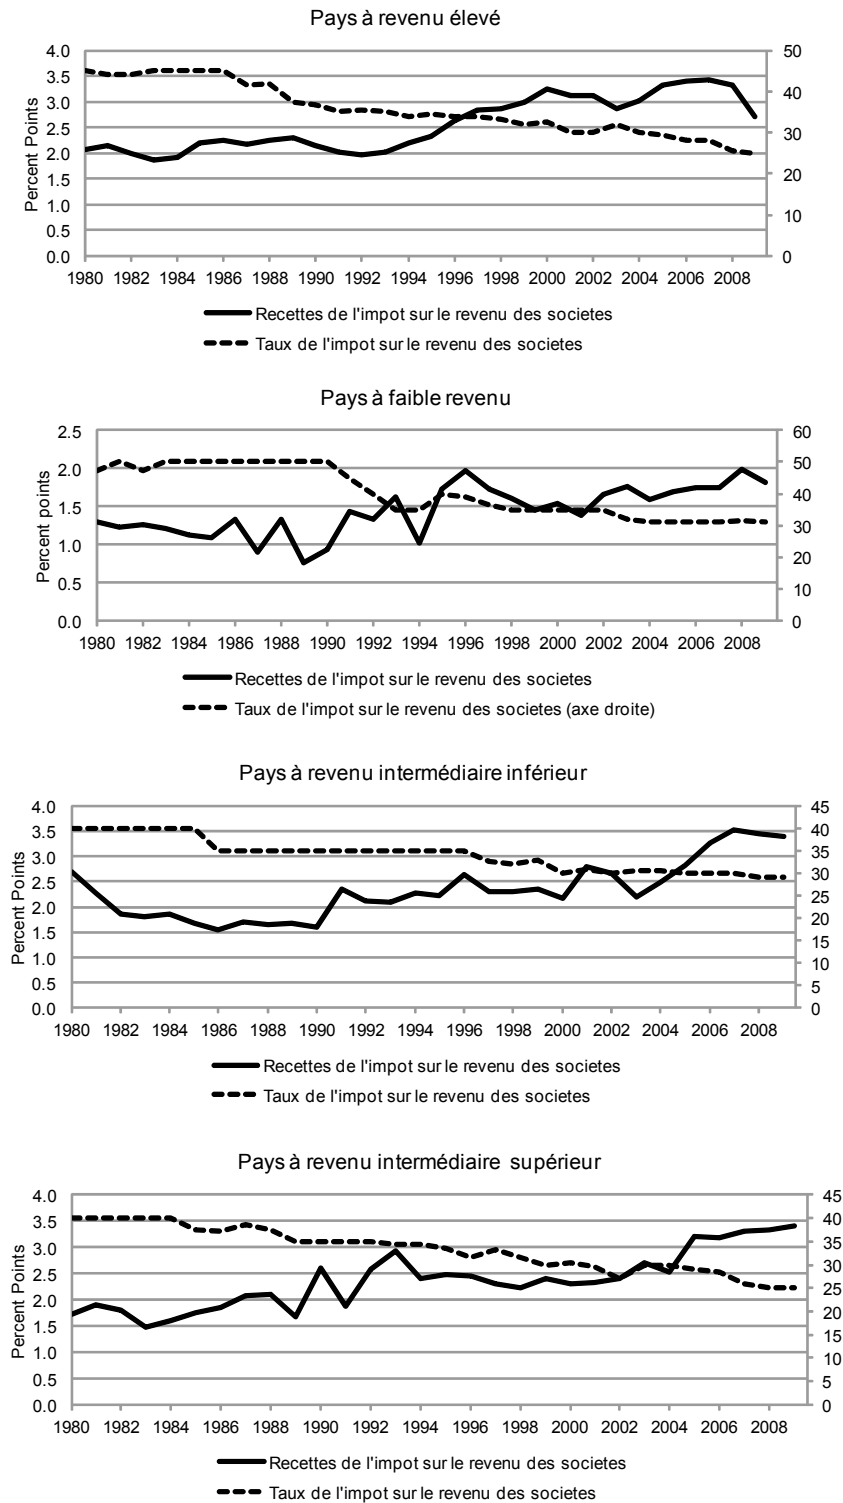 Pays à revenu élevé
4.0 50
3.5
3.0 40
2.5 30
2.0
1.5 20
1.0 10
0.5
0.0 0
Percent Points
1980 1982 1984 1986 1988 1990 1992 1994 1996 1998 2000 2002 2004 2006 2008
Recettes de l'impot sur le revenu des societes
Taux de l'impot sur le revenu des societes
Pays à faible revenu
2.5 60
2.0 50
1.5 40
1.0 30
0.5 20
0.0 10
0
Percent points
1980 1982 1984 1986 1988 1990 1992 1994 1996 1998 2000 2002 2004 2006 2008
Recettes de l'impot sur le revenu des societes
Taux de l'impot sur le revenu des societes (axe droite)
Pays à revenu intermédiaire inférieur
4.0 45
3.5 40
3.0 35
2.5 30
2.0 25
1.5 20
1.0 15
0.5 10
0.0 5
0
Percent Points
1980 1982 1984 1986 1988 1990 1992 1994 1996 1998 2000 2002 2004 2006 2008
Recettes de l'impot sur le revenu des societes
Taux de l'impot sur le revenu des societes
Pays à revenu intermédiaire supérieur
4.0 45
3.5 40
3.0 35
2.5 30
2.0 25
1.5 20
1.0 15
0.5 10
0.0 5
0
Percent Points
1980 1982 1984 1986 1988 1990 1992 1994 1996 1998 2000 2002 2004 2006 2008
Recettes de l'impot sur le revenu des societes
Taux de l'impot sur le revenu des societes